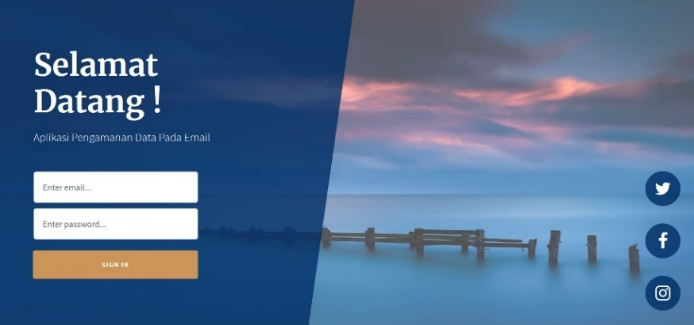 Selamat
Datang !
Aplikasi Pengamanan Data Pada Email
Enter email...
Enter password...
SIGN IN